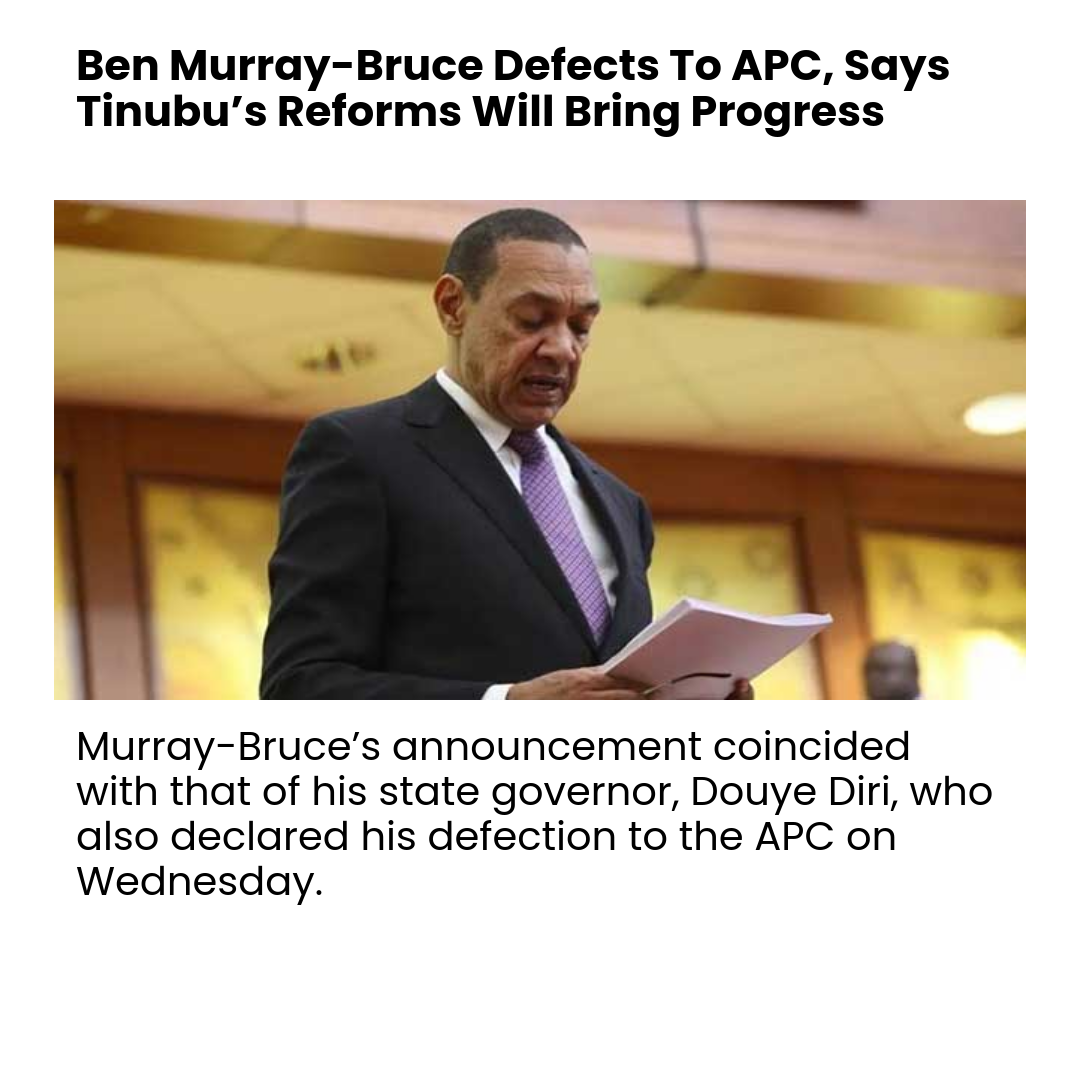 Ben Murray-Bruce Defects To APC, Says
Tinubu’s Reforms Will Bring Progress
Murray-Bruce’s announcement coincided
with that of his state governor, Douye Diri, who
also declared his defection to the APC on
Wednesday.